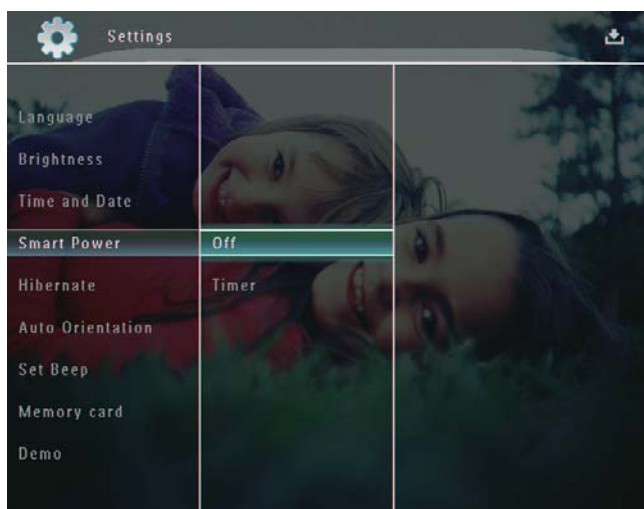 Settings
Language
Brightness
Time and Date
Smart Power
Off
Hibernate
Timer
Auto Orientation
Set Beep
Memory card
Demo